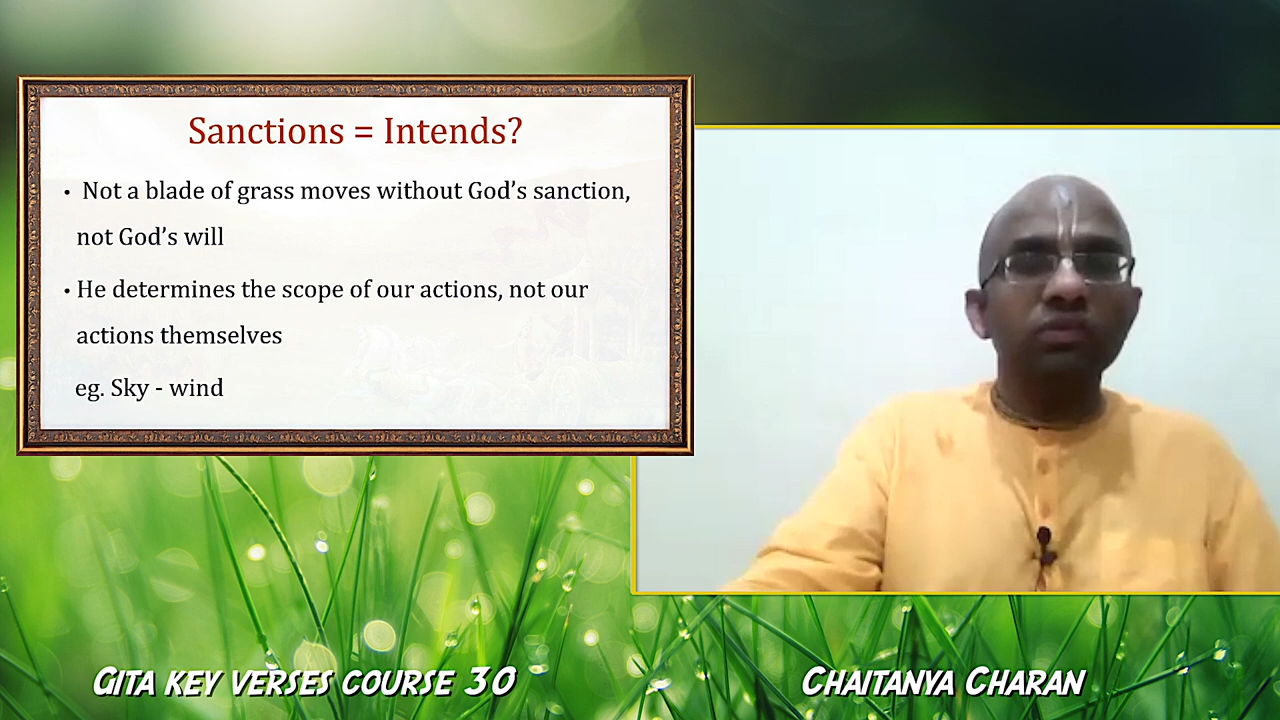 Sanctions = Intends?
• Not a blade of grass moves without God’s sanction,
not God’s will
• He determines the scope of our actions, not our
actions themselves
eg. Sky - wind
GITA KEY VERSES COURSE 30
CHAITANYA CHARAN